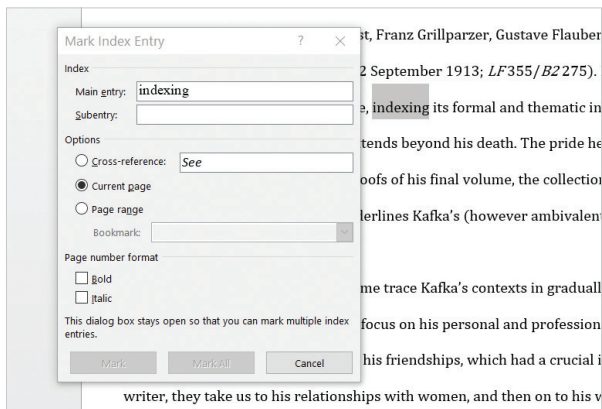 Mark Index Entry ? ×
Index
Main entry: indexing
Subentry:
Options
Cross-reference: See
Current page
Page range
Bookmark:
Page number format
Bold
Italic
This dialog box stays open so that you can mark multiple index
entries.
Mark Mark All Cancel
st, Franz Grillparzer, Gustave Flauber
2 September 1913; LF 355/B2 275).
e, indexing its formal and thematic in
tends beyond his death. The pride he
oofs of his final volume, the collection
derlines Kafka's (however ambivalen
me trace Kafka's contexts in gradual
focus on his personal and profession
his friendships, which had a crucial i
writer, they take us to his relationships with women, and then on to his w